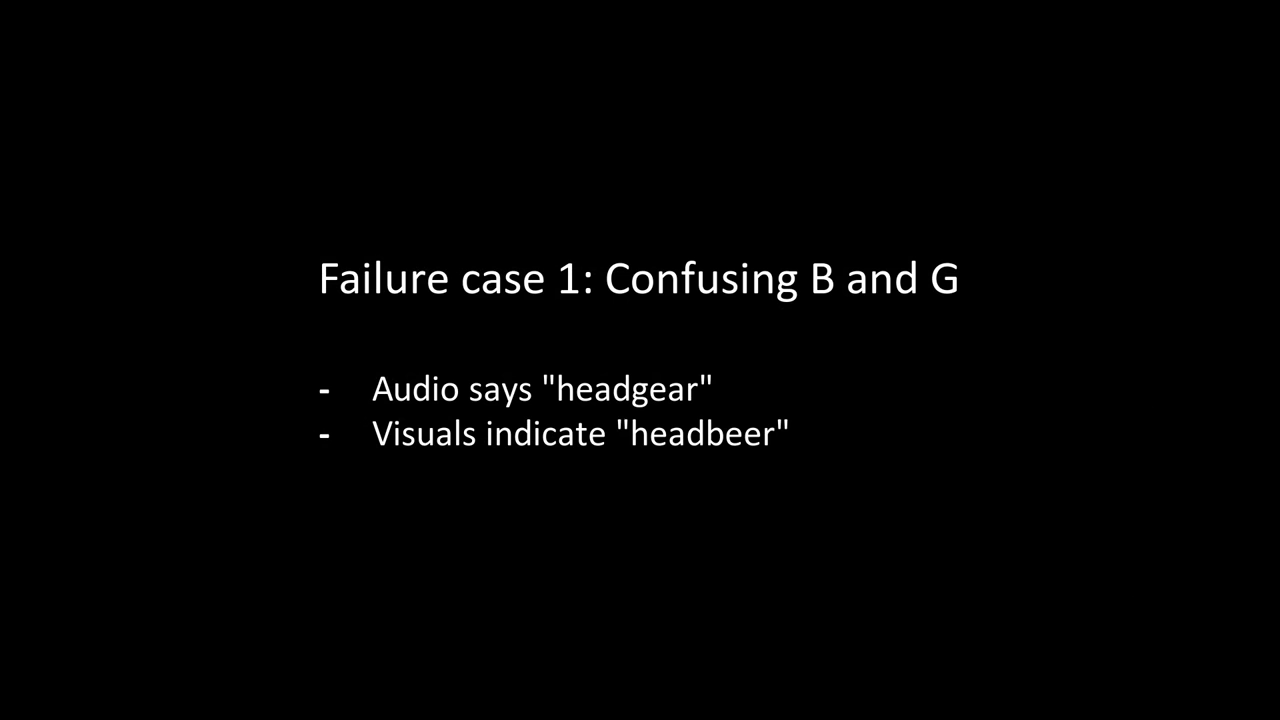 Failure case 1: Confusing B and G
- Audio says "headgear"
- Visuals indicate "headbeer"